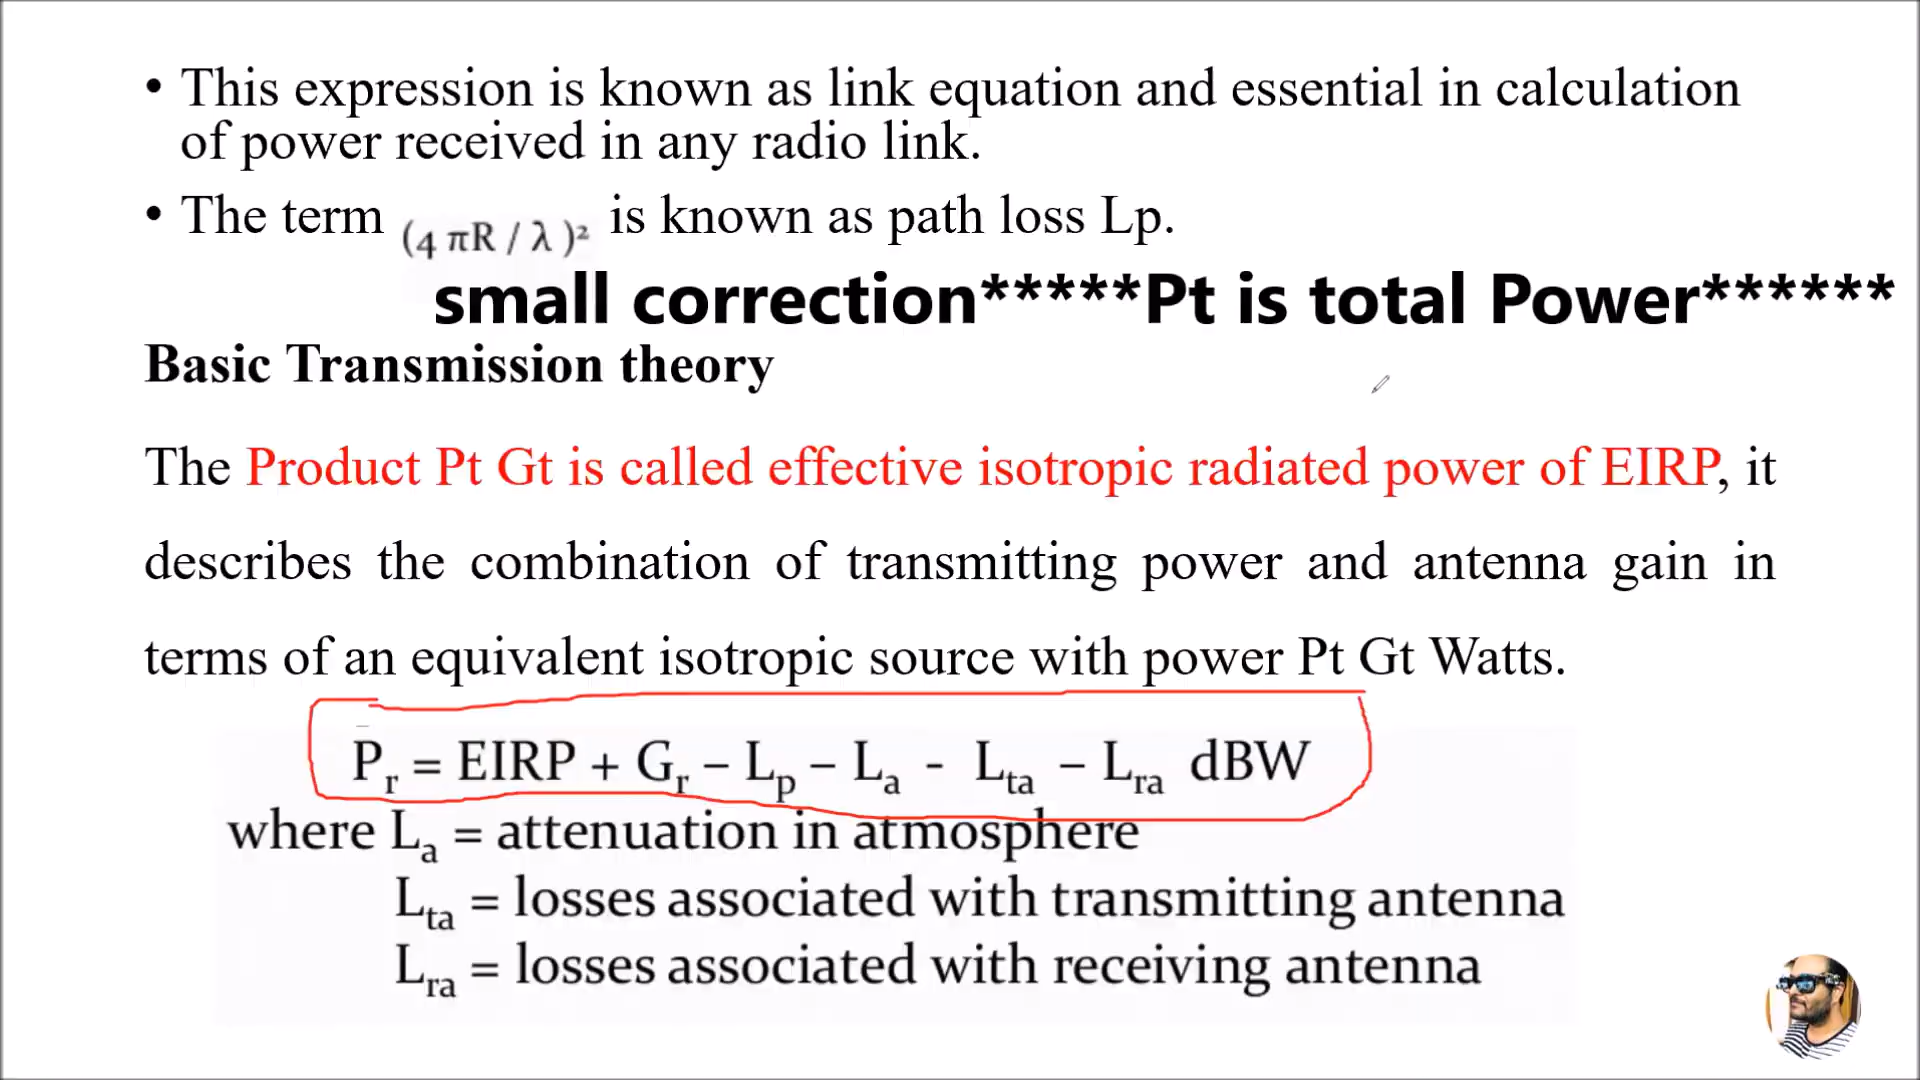 • This expression is known as link equation and essential in calculation
of power received in any radio link.
• The term (4 πR / λ )² is known as path loss Lp.
small correction*****Pt is total Power******
Basic Transmission theory
The Product Pt Gt is called effective isotropic radiated power of EIRP, it
describes the combination of transmitting power and antenna gain in
terms of an equivalent isotropic source with power Pt Gt Watts.
Pr = EIRP + Gr – Lp – La - Lta – Lra dBW
where La = attenuation in atmosphere
Lta = losses associated with transmitting antenna
Lra = losses associated with receiving antenna